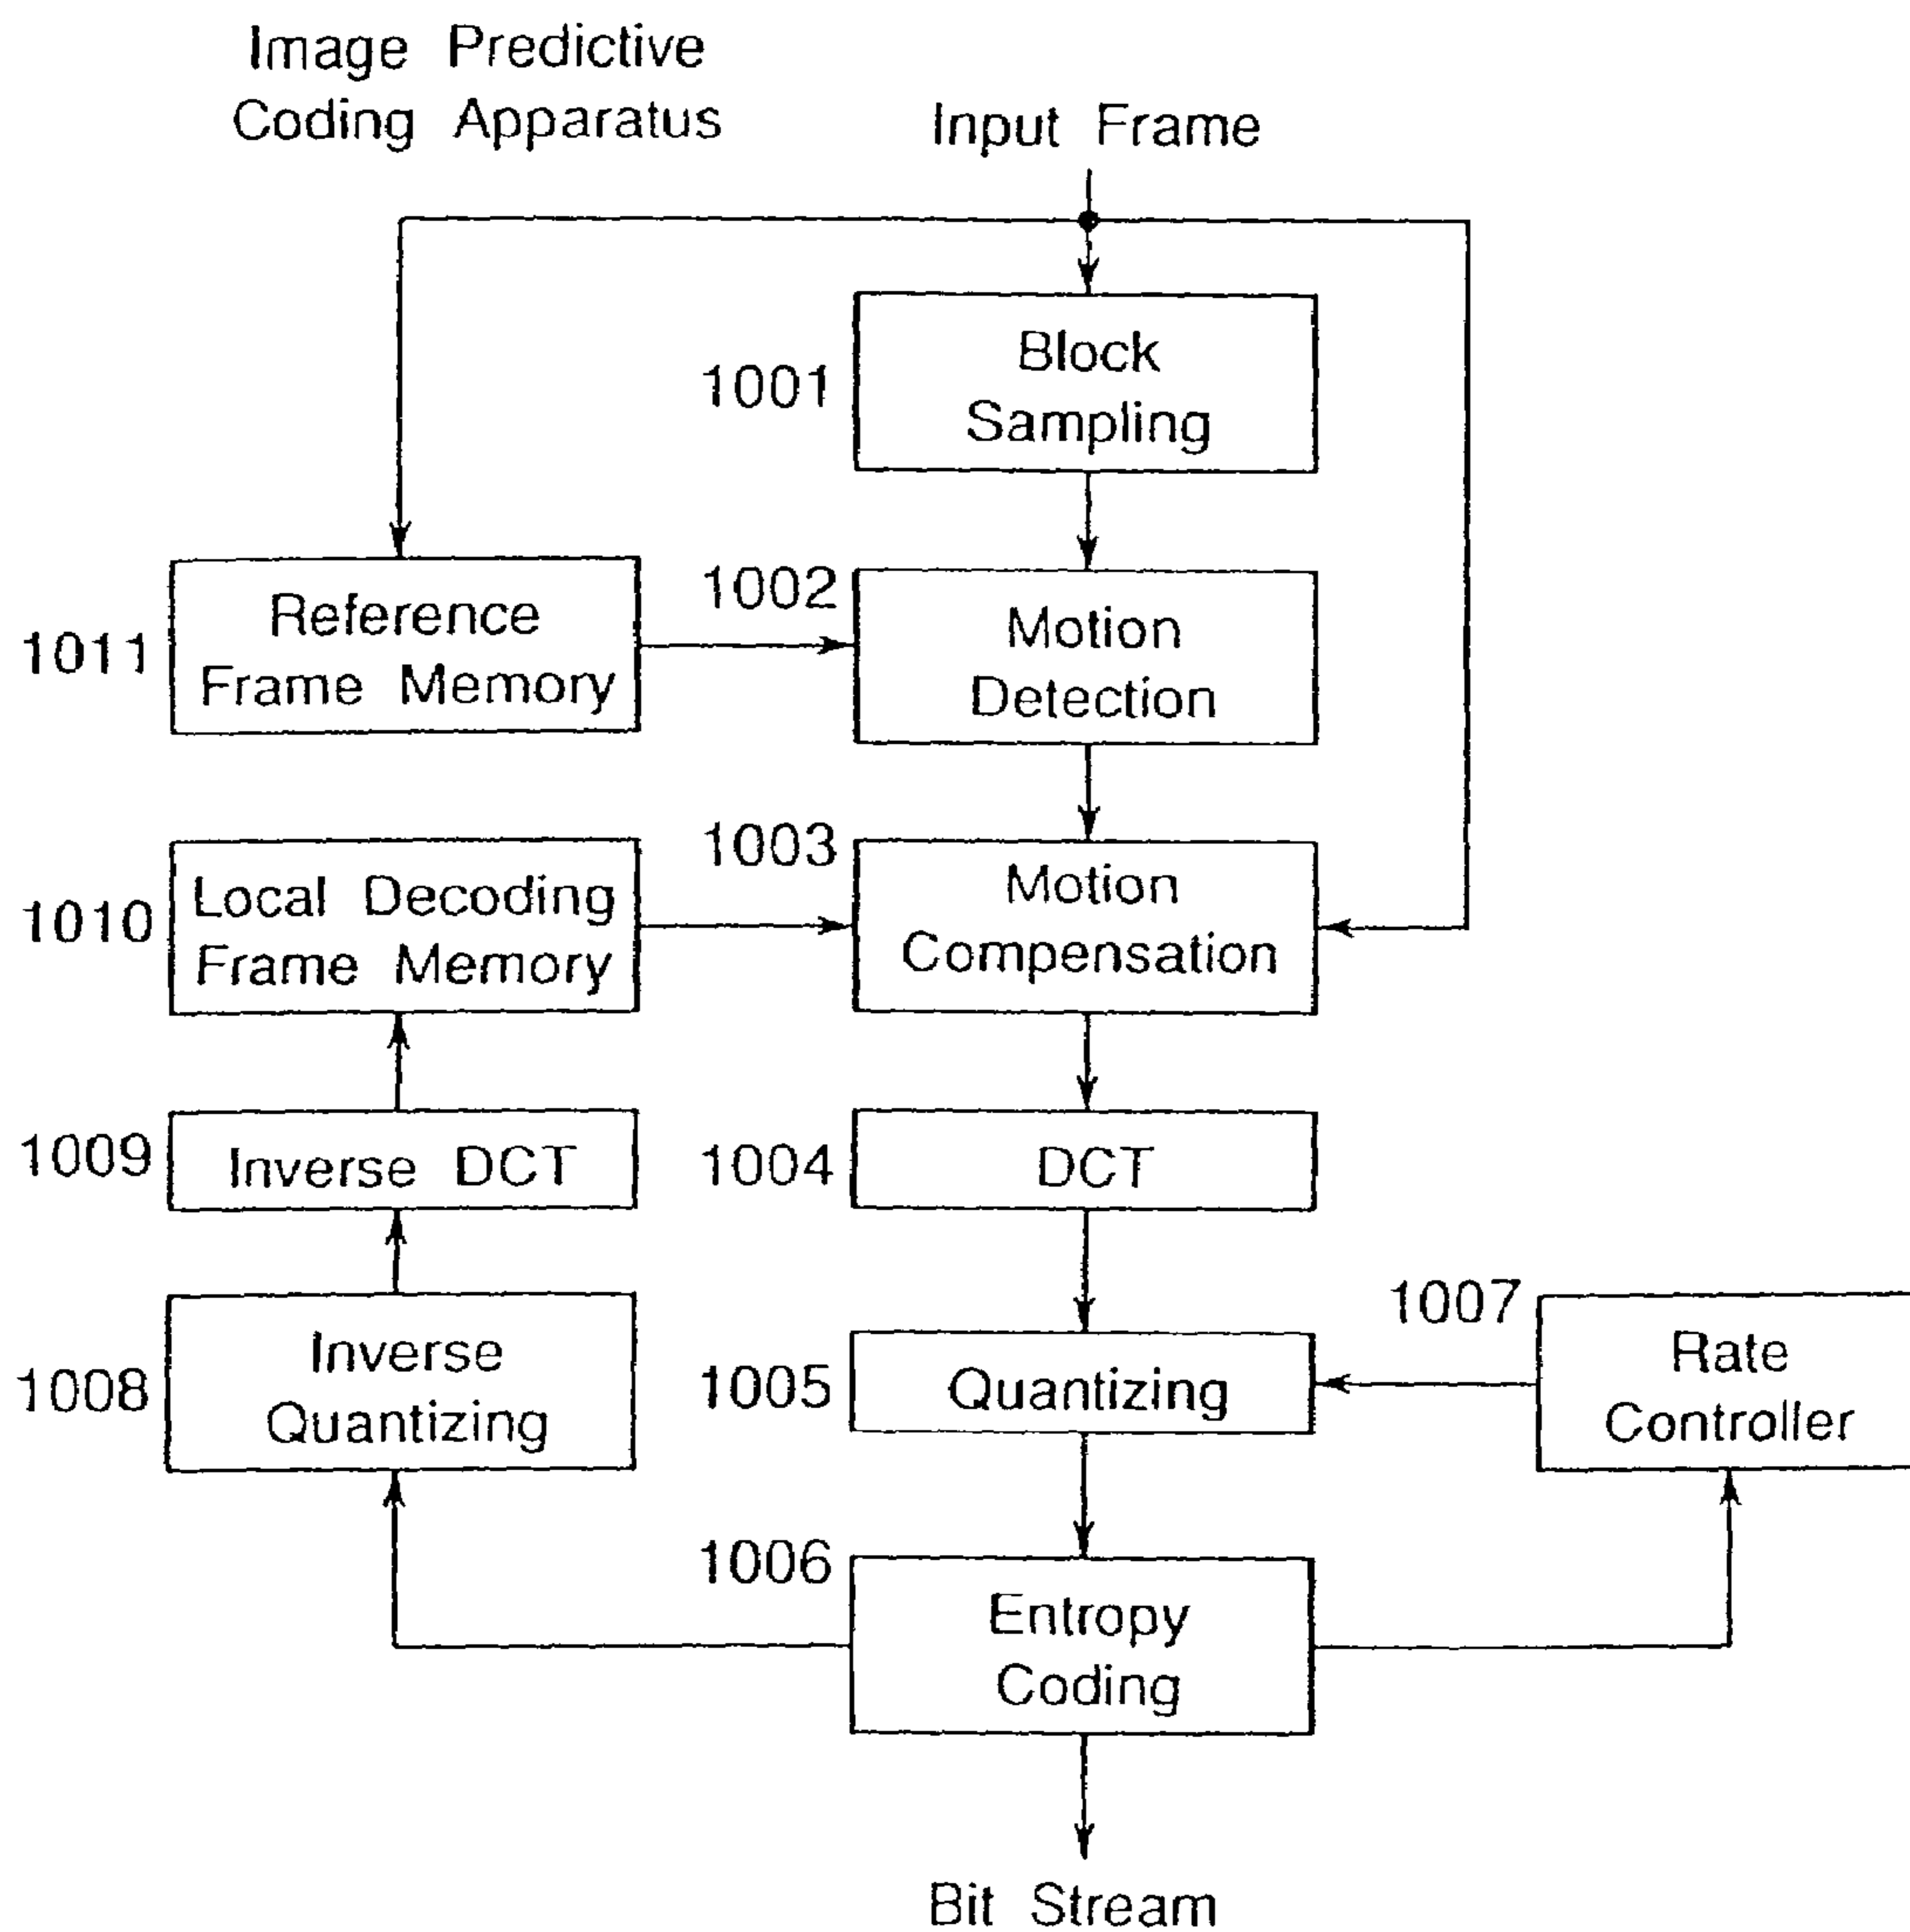 Image Predictive
Coding Apparatus
Input Frame
1001
Block
Sampling
1011
Reference
Frame Memory
1002
Motion
Detection
1010
Local Decoding
Frame Memory
1003
Motion
Compensation
1009
Inverse DCT
1004
DCT
1008
Inverse
Quantizing
1005
Quantizing
1007
Rate
Controller
1006
Entropy
Coding
Bit Stream